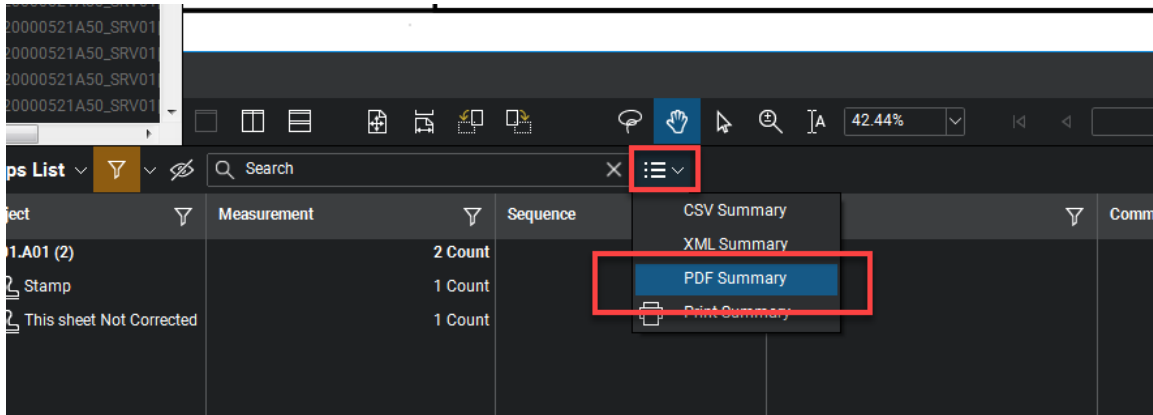 20000521A50_SRV01
20000521A50_SRV01
20000521A50_SRV01
20000521A50_SRV01
42.44%
ps List
Search
ject Measurement Sequence Comm
01.A01 (2) 2 Count
Stamp 1 Count
This sheet Not Corrected 1 Count
CSV Summary
XML Summary
PDF Summary
Print Summary